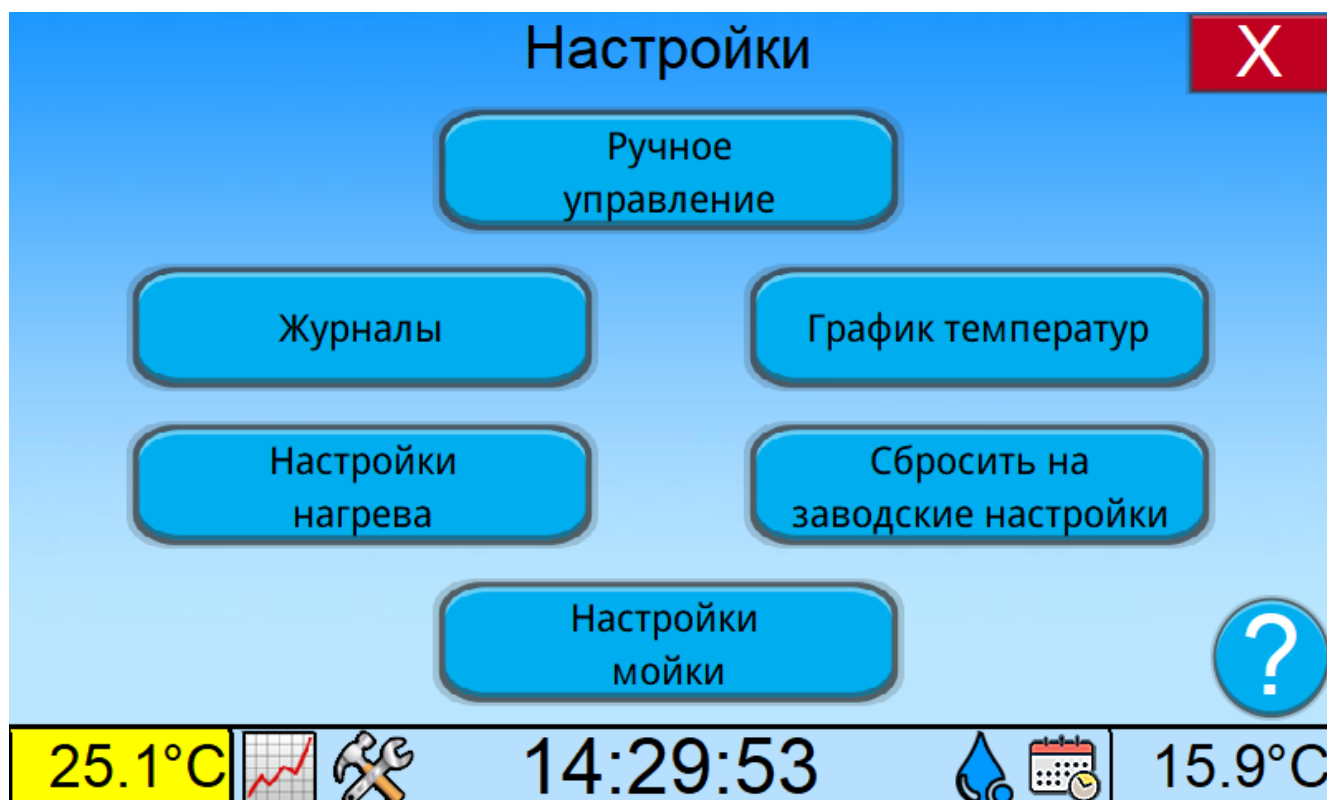 Настройки
X
Ручное
управление
Журналы
График температур
Настройки
нагрева
Сбросить на
заводские настройки
Настройки
мойки
?
25.1°C
14:29:53
15.9°C